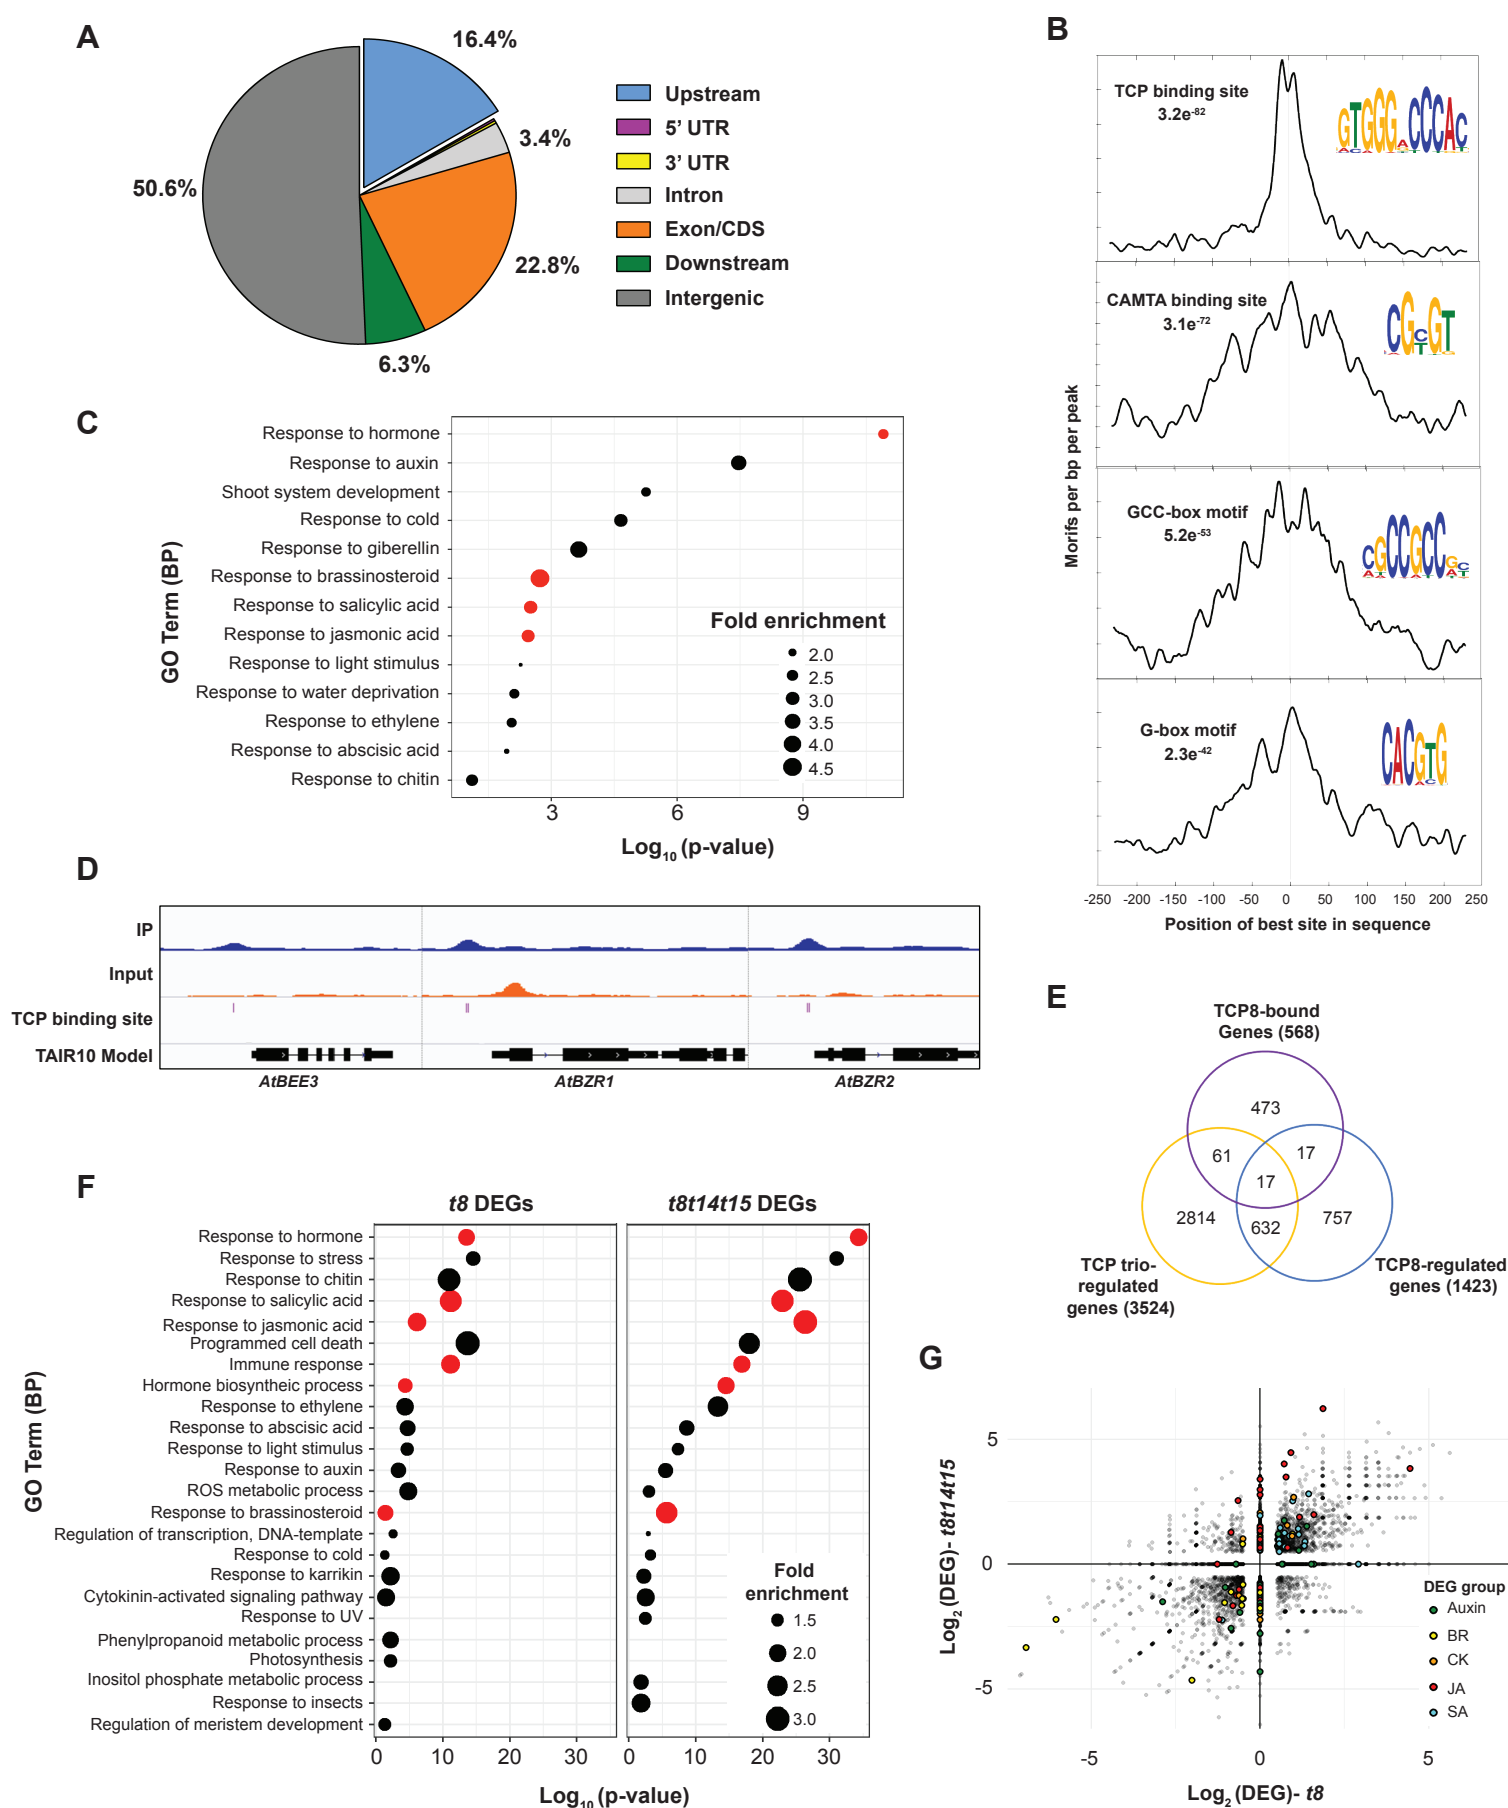 A
16.4%
3.4%
50.6%
22.8%
6.3%
Upstream
5’ UTR
3’ UTR
Intron
Exon/CDS
Downstream
Intergenic
B
TCP binding site
3.2e-82
CAMTA binding site
3.1e-72
GCC-box motif
5.2e-53
G-box motif
2.3e-42
Morifs per bp per peak
-250 -200 -150 -100 -50 0 50 100 150 200 250
Position of best site in sequence
C
GO Term (BP)
Response to hormone
Response to auxin
Shoot system development
Response to cold
Response to giberellin
Response to brassinosteroid
Response to salicylic acid
Response to jasmonic acid
Response to light stimulus
Response to water deprivation
Response to ethylene
Response to abscisic acid
Response to chitin
Fold enrichment
2.0
2.5
3.0
3.5
4.0
4.5
3 6 9
Log10 (p-value)
D
IP
Input
TCP binding site
TAIR10 Model
AtBEE3 AtBZR1 AtBZR2
E
TCP8-bound
Genes (568)
473
61
17
17
2814
632
757
TCP trio-
regulated
genes (3524)
TCP8-regulated
genes (1423)
F
t8 DEGs
t8t14t15 DEGs
GO Term (BP)
Response to hormone
Response to stress
Response to chitin
Response to salicylic acid
Response to jasmonic acid
Programmed cell death
Immune response
Hormone biosyntheic process
Response to ethylene
Response to abscisic acid
Response to light stimulus
Response to auxin
ROS metabolic process
Response to brassinosteroid
Regulation of transcription, DNA-template
Response to cold
Response to karrikin
Cytokinin-activated signaling pathway
Response to UV
Phenylpropanoid metabolic process
Photosynthesis
Inositol phosphate metabolic process
Response to insects
Regulation of meristem development
Fold
enrichment
1.5
2.0
2.5
3.0
0 10 20 30 0 10 20 30
Log10 (p-value)
G
Log2 (DEG)- t8t14t15
5
0
-5
DEG group
Auxin
BR
CK
JA
SA
-5 0 5
Log2 (DEG)- t8